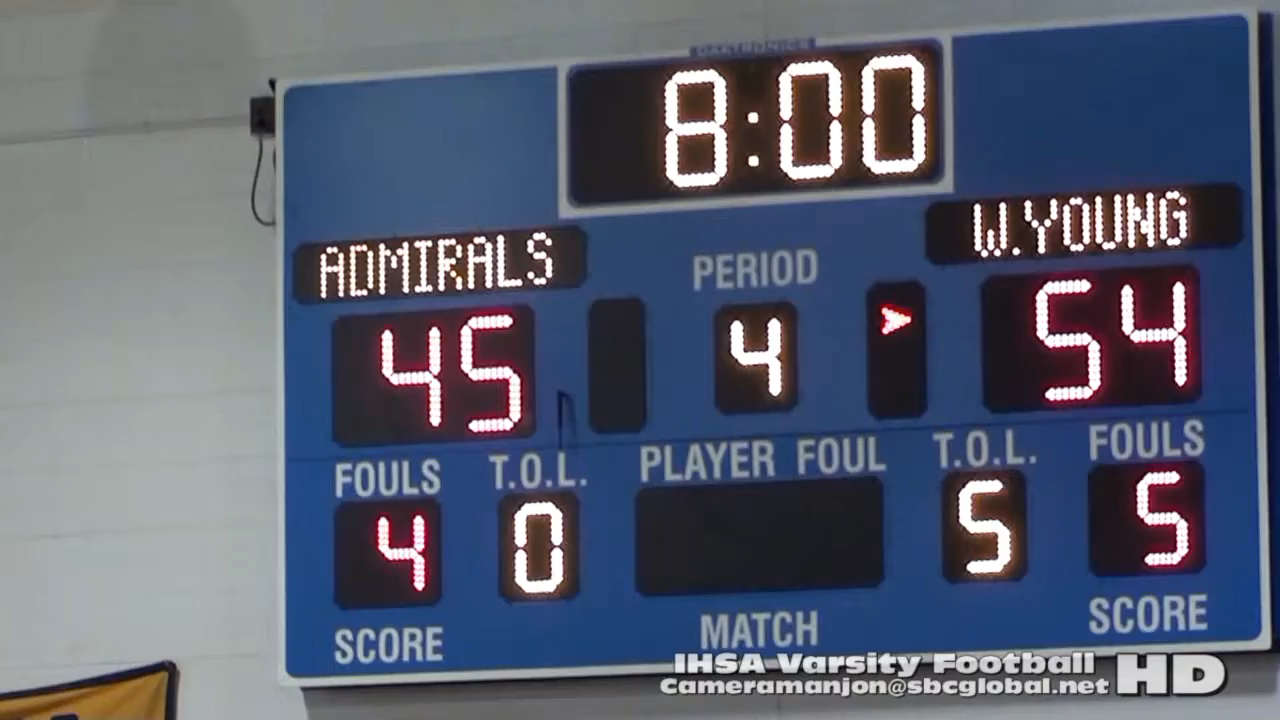 8:00
ADMIRALS
W.YOUNG
PERIOD
45
4
54
FOULS
T.O.L.
PLAYER FOUL
T.O.L.
FOULS
4
0
5
5
SCORE
MATCH
SCORE
IHSA Varsity Football
Cameramanjon@sbcglobal.net
HD